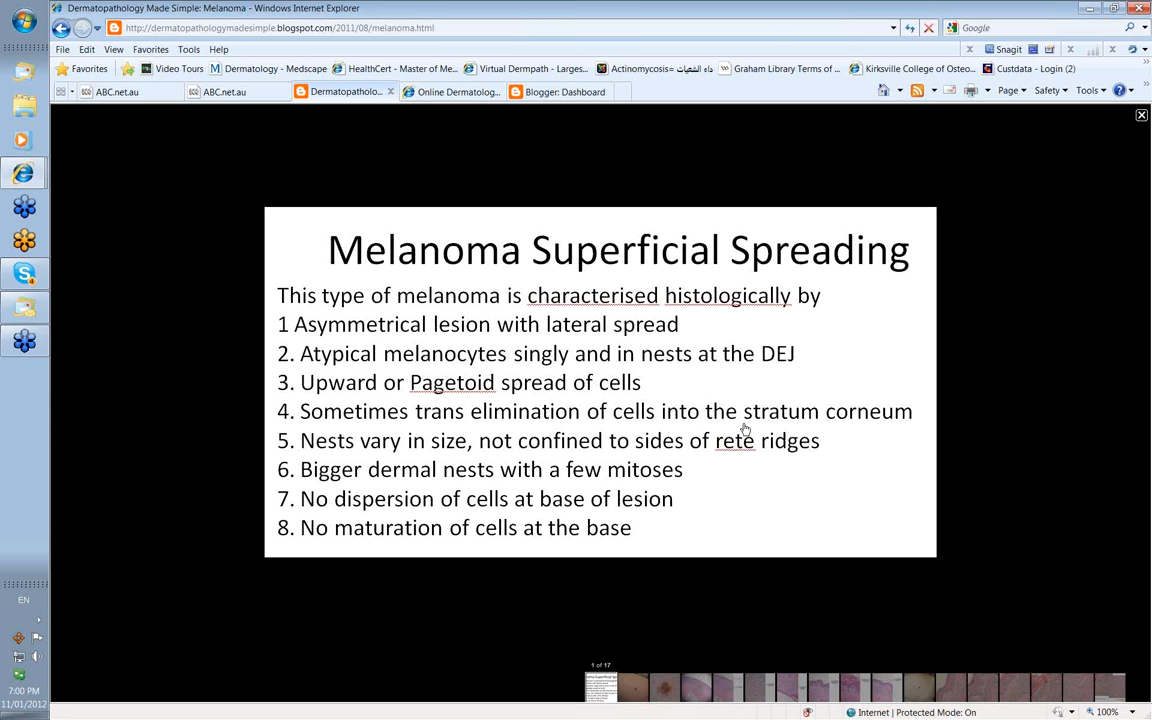 Dermatopathology Made Simple: Melanoma - Windows Internet Explorer
http://dermatopathologymadesimple.blogspot.com/2011/08/melanoma.html
Google
File Edit View Favorites Tools Help
Snagit
Favorites Video Tours Dermatology - Medscape HealthCert - Master of Me... Virtual Dermpath - Larges... Actinomycosis= داء الشعيات Graham Library Terms of ... Kirksville College of Osteo... Custdata - Login (2)
ABC.net.au ABC.net.au Dermatopatholo... Online Dermatolog... Blogger: Dashboard Page Safety Tools
Melanoma Superficial Spreading
This type of melanoma is characterised histologically by
1 Asymmetrical lesion with lateral spread
2. Atypical melanocytes singly and in nests at the DEJ
3. Upward or Pagetoid spread of cells
4. Sometimes trans elimination of cells into the stratum corneum
5. Nests vary in size, not confined to sides of rete ridges
6. Bigger dermal nests with a few mitoses
7. No dispersion of cells at base of lesion
8. No maturation of cells at the base
EN
1 of 17
7:00 PM
11/01/2012
Internet | Protected Mode: On
100%